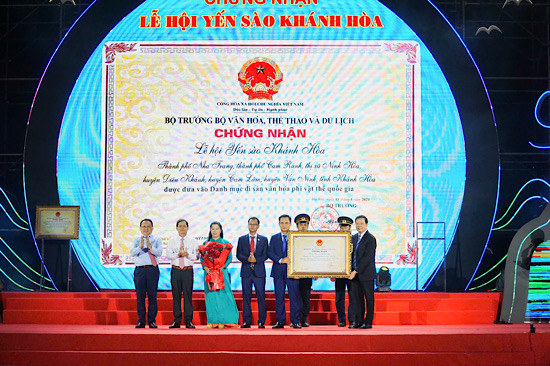 CHỨNG NHẬN
LỄ HỘI YẾN SÀO KHÁNH HÒA
CỘNG HÒA XÃ HỘI CHỦ NGHĨA VIỆT NAM
Độc lập - Tự do - Hạnh phúc
BỘ TRƯỞNG BỘ VĂN HÓA, THỂ THAO VÀ DU LỊCH
CHỨNG NHẬN
Lễ hội Yến sào Khánh Hòa
Thành phố Nha Trang, thành phố Cam Ranh, thị xã Ninh Hòa,
huyện Diên Khánh, huyện Cam Lâm, huyện Vạn Ninh, tỉnh Khánh Hòa
được đưa vào Danh mục di sản văn hóa phi vật thể quốc gia
BỘ TRƯỞNG